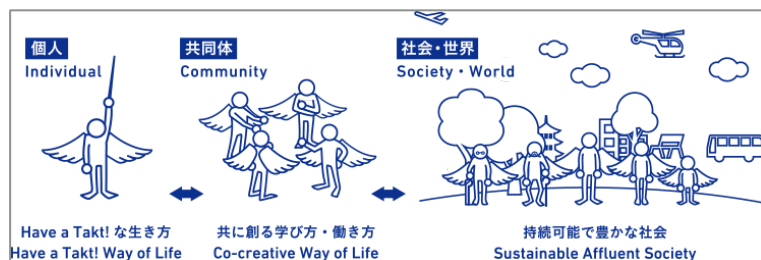 個人
Individual
共同体
Community
社会・世界
Society・World
Have a Takt! な生き方
Have a Takt! Way of Life
共に創る学び方・働き方
Co-creative Way of Life
持続可能で豊かな社会
Sustainable Affluent Society